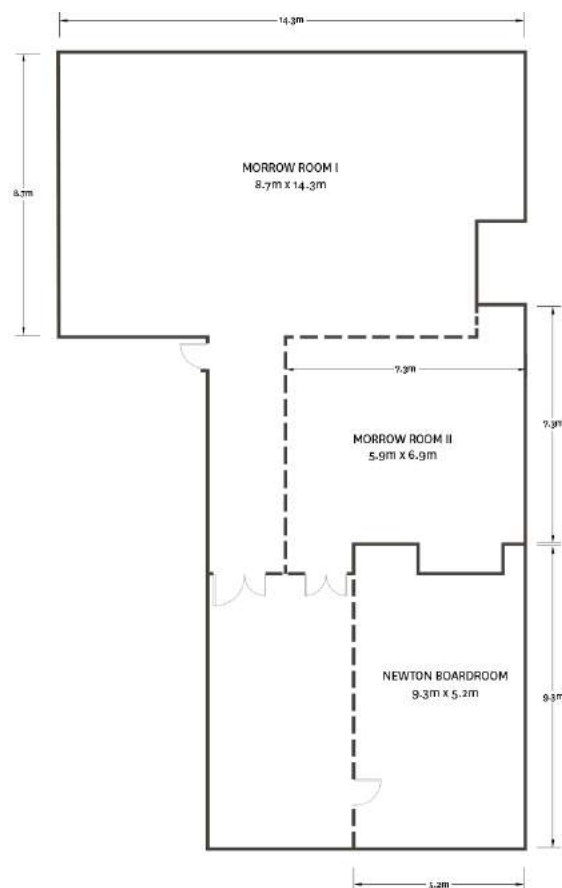 14.3m
8.7m
MORROW ROOM I
8.7m x 14.3m
7.3m
7.3m
MORROW ROOM II
5.9m x 6.9m
NEWTON BOARDROOM
9.3m x 5.2m
9.3m
5.2m